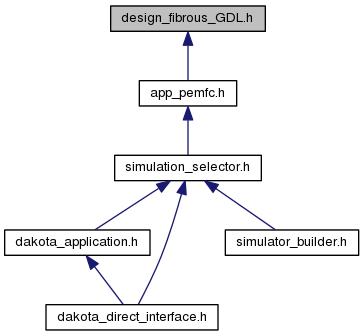 design_fibrous_GDL.h
app_pemfc.h
simulation_selector.h
dakota_application.h
simulator_builder.h
dakota_direct_interface.h